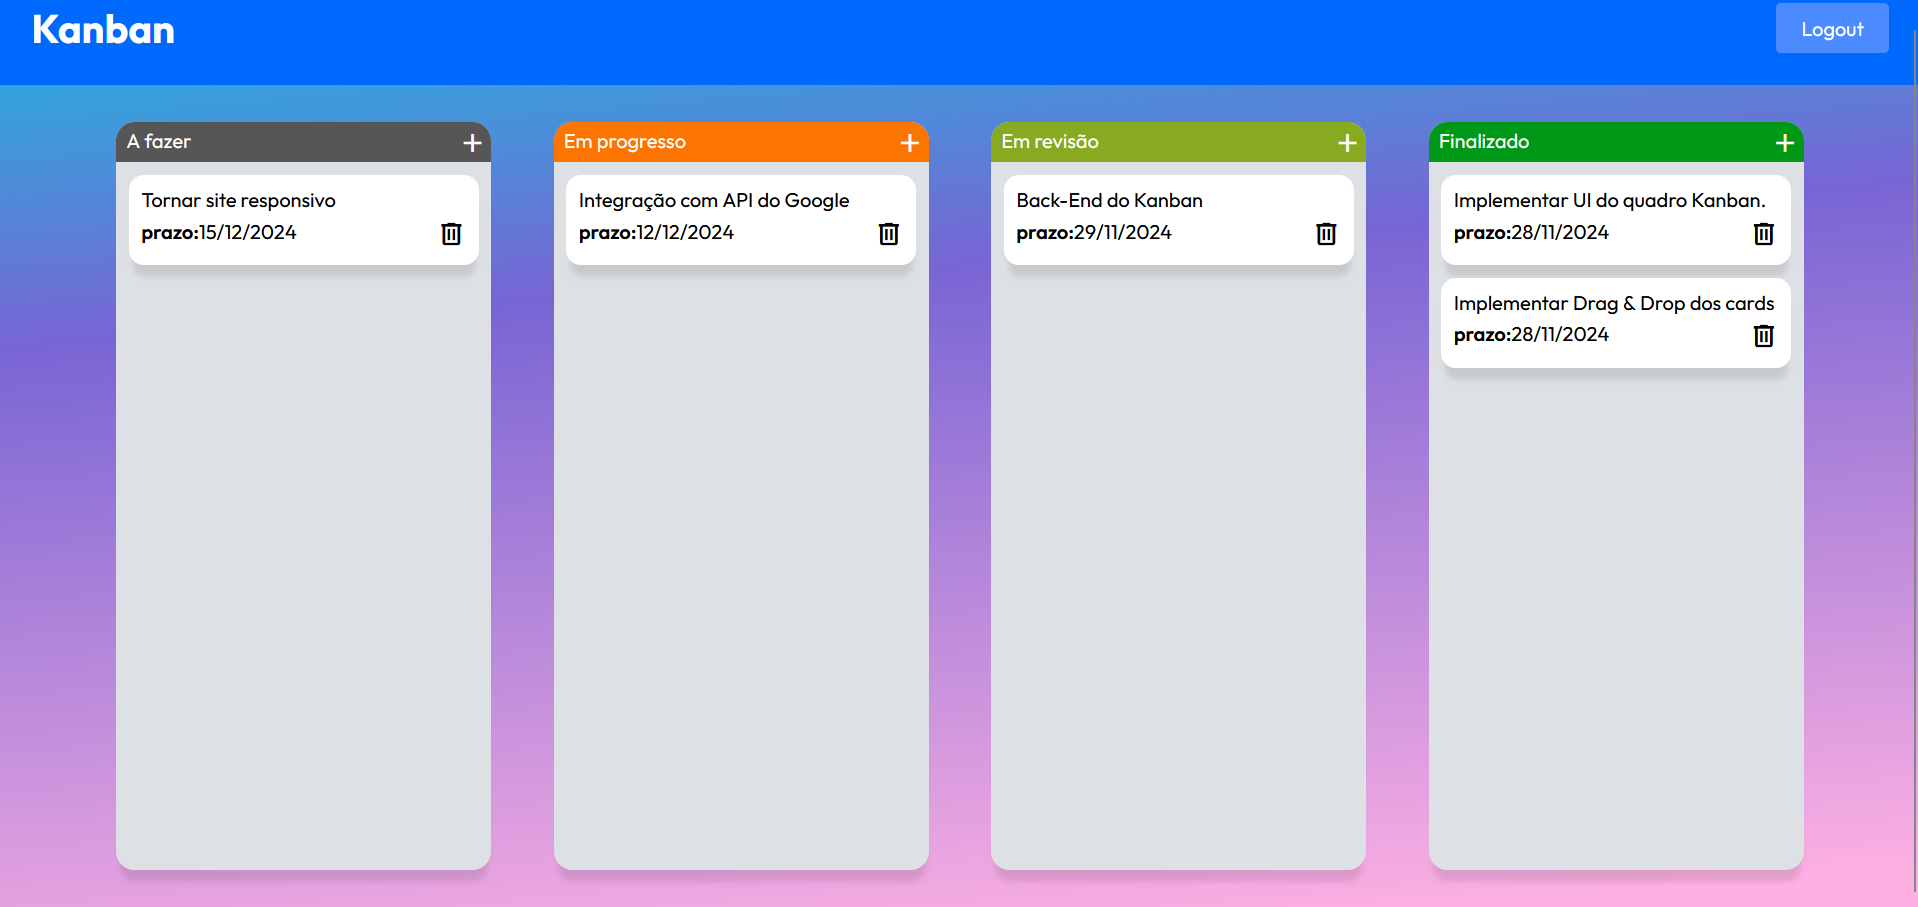 Kanban
Logout
A fazer
Tornar site responsivo
prazo:15/12/2024
Em progresso
Integração com API do Google
prazo:12/12/2024
Em revisão
Back-End do Kanban
prazo:29/11/2024
Finalizado
Implementar UI do quadro Kanban.
prazo:28/11/2024
Implementar Drag & Drop dos cards
prazo:28/11/2024